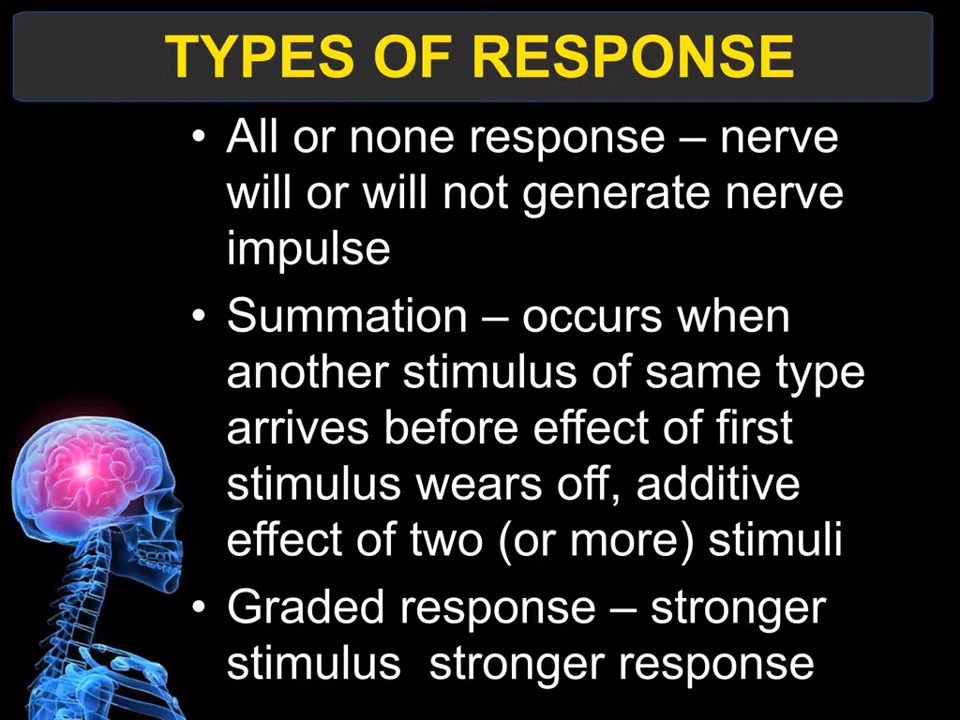 TYPES OF RESPONSE
• All or none response – nerve
will or will not generate nerve
impulse
• Summation – occurs when
another stimulus of same type
arrives before effect of first
stimulus wears off, additive
effect of two (or more) stimuli
• Graded response – stronger
stimulus  stronger response